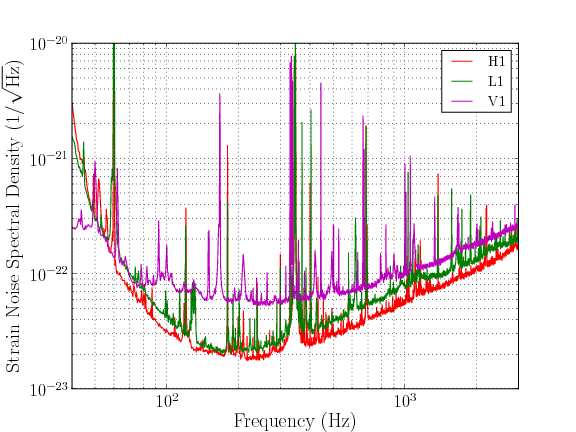 10⁻²⁰
H1
L1
V1
10⁻²¹
10⁻²²
10⁻²³
Strain Noise Spectral Density (1/√Hz)
10² 10³
Frequency (Hz)